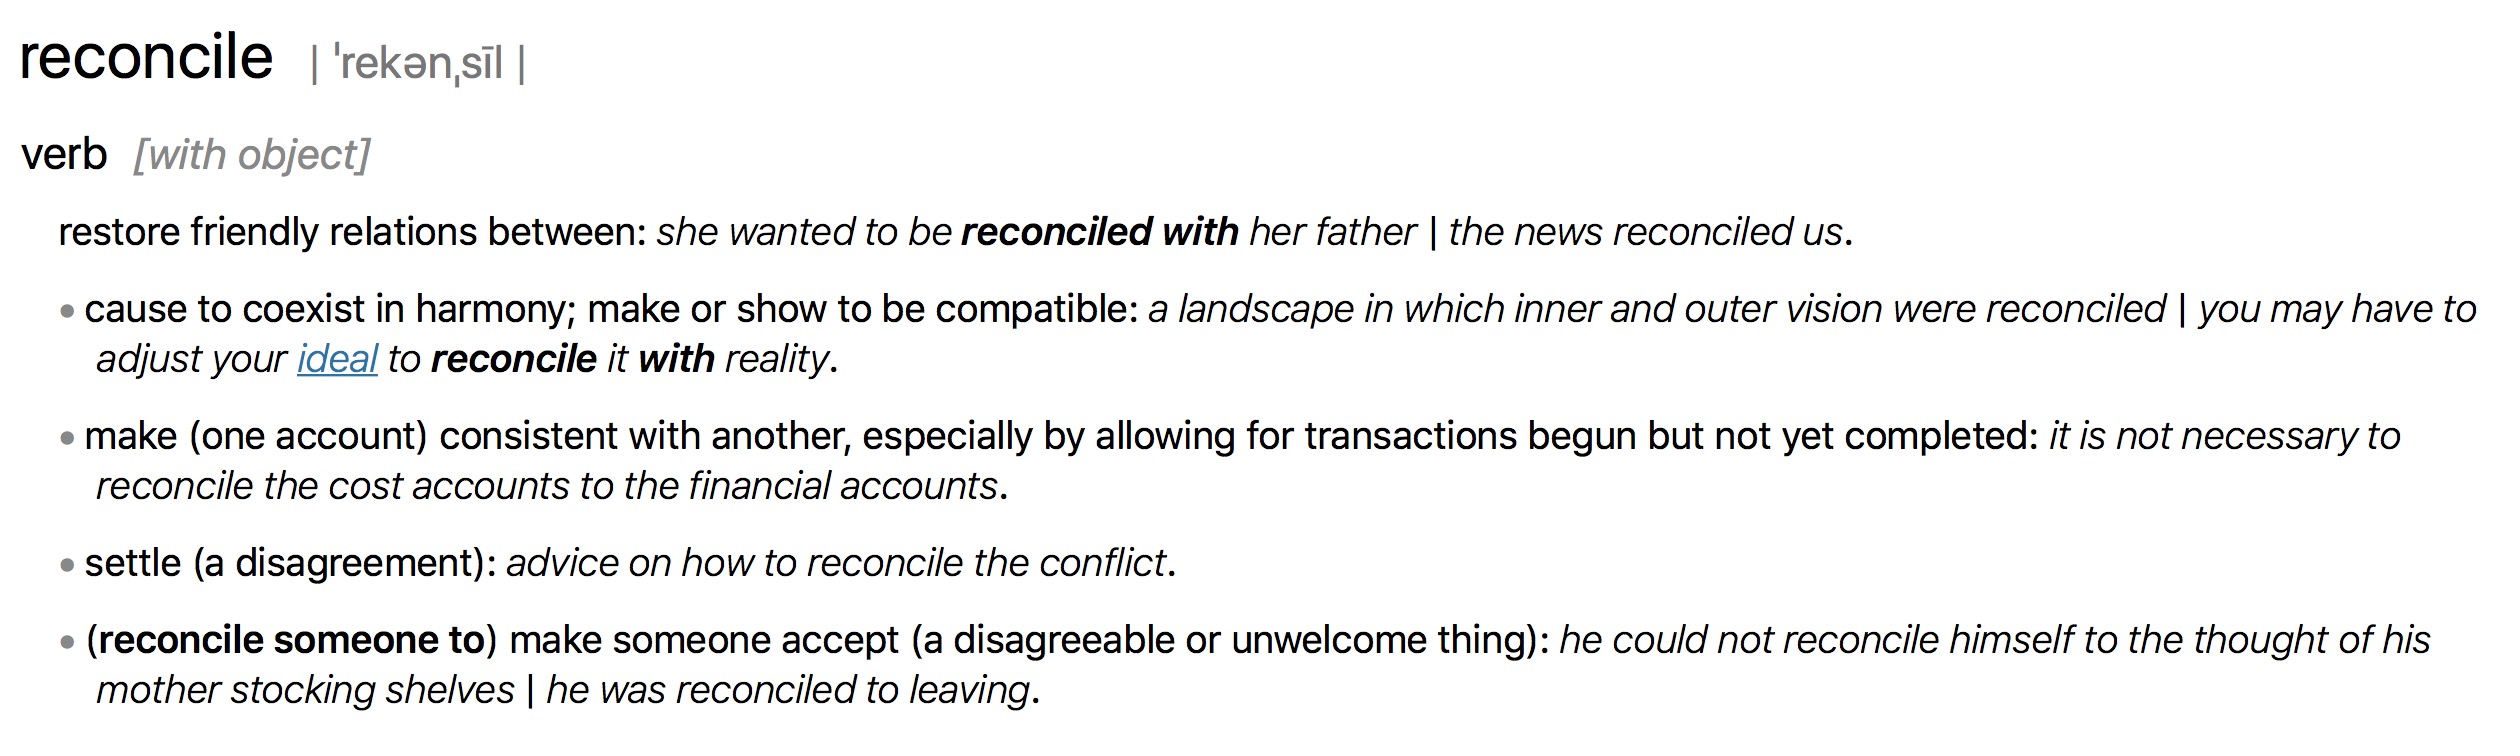 reconcile | ˈrekənˌsīl |
verb [with object]
restore friendly relations between: she wanted to be reconciled with her father | the news reconciled us.
• cause to coexist in harmony; make or show to be compatible: a landscape in which inner and outer vision were reconciled | you may have to
adjust your ideal to reconcile it with reality.
• make (one account) consistent with another, especially by allowing for transactions begun but not yet completed: it is not necessary to
reconcile the cost accounts to the financial accounts.
• settle (a disagreement): advice on how to reconcile the conflict.
• (reconcile someone to) make someone accept (a disagreeable or unwelcome thing): he could not reconcile himself to the thought of his
mother stocking shelves | he was reconciled to leaving.